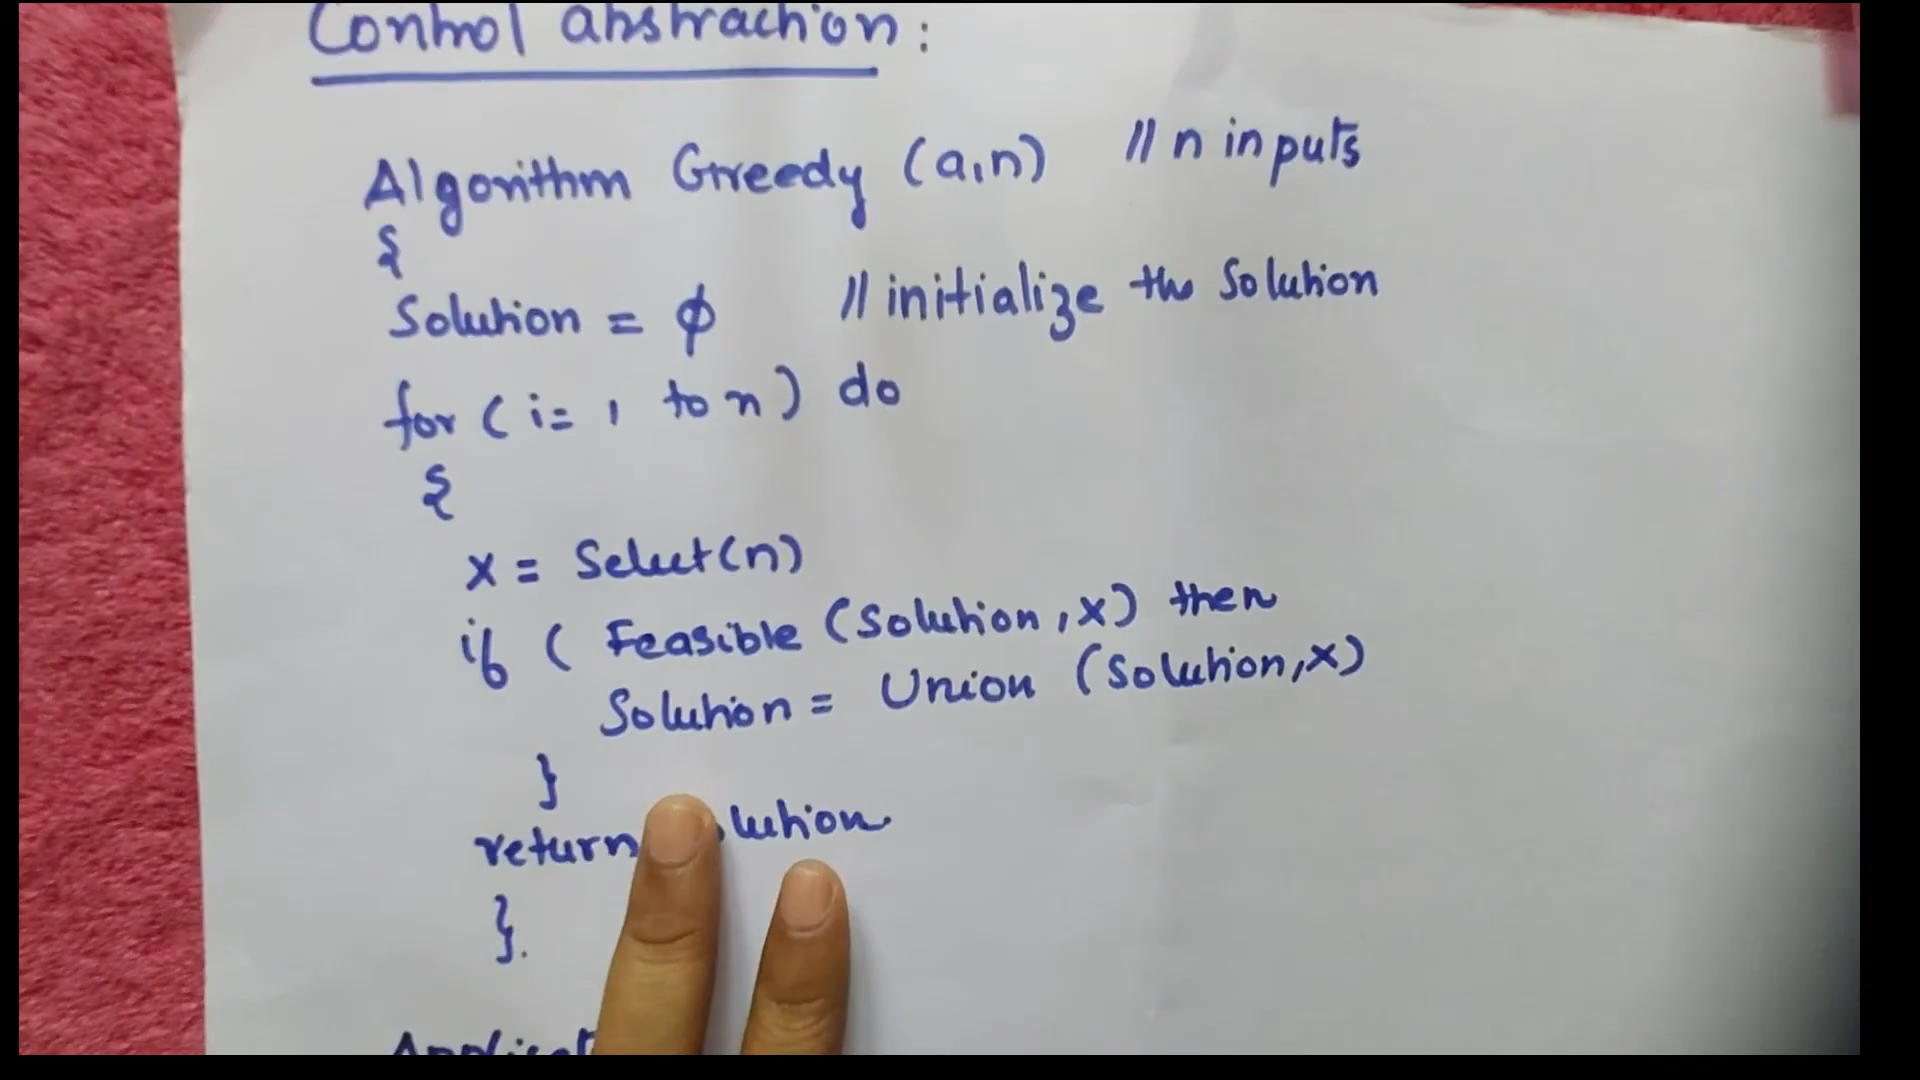 Control abstraction:
Algorithm Greedy (a,n) // n inputs
{
Solution = ϕ // initialize the Solution
for (i = 1 to n) do
{
x = Select(n)
if ( Feasible (Solution, x) then
Solution = Union (Solution, x)
}
return
}.